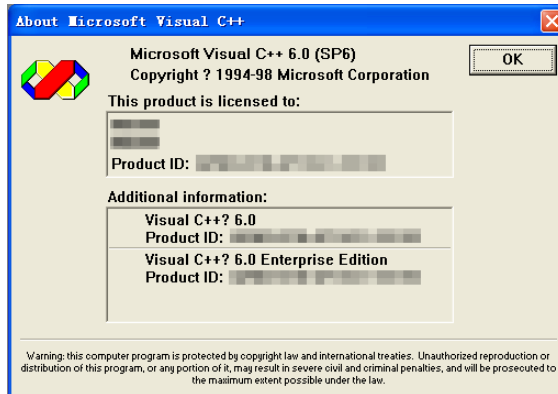 About Microsoft Visual C++
Microsoft Visual C++ 6.0 (SP6)
OK
Copyright ? 1994-98 Microsoft Corporation
This product is licensed to:
Product ID:
Additional information:
Visual C++? 6.0
Product ID:
Visual C++? 6.0 Enterprise Edition
Product ID:
Warning: this computer program is protected by copyright law and international treaties.  Unauthorized reproduction or
distribution of this program, or any portion of it, may result in severe civil and criminal penalties, and will be prosecuted to
the maximum extent possible under the law.